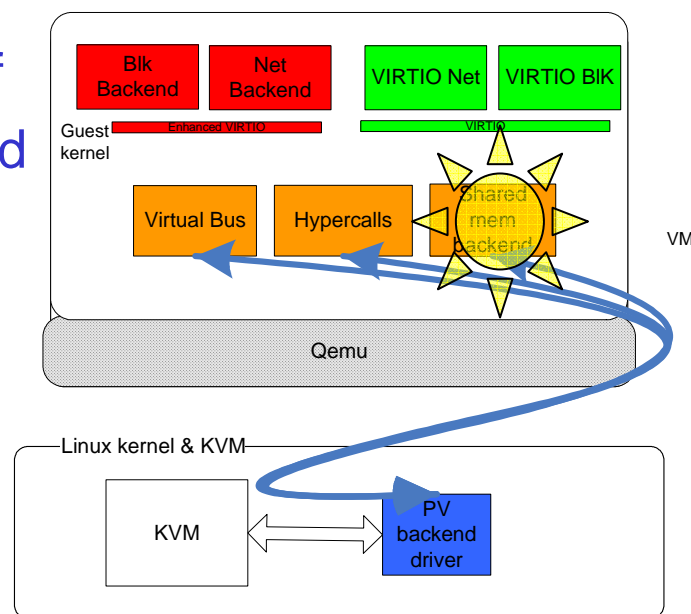 d
Blk
Backend
Net
Backend
VIRTIO Net
VIRTIO BlK
Guest
kernel
Enhanced VIRTIO
VIRTIO
Virtual Bus
Hypercalls
Shared
mem
backend
VM
Qemu
Linux kernel & KVM
KVM
PV
backend
driver